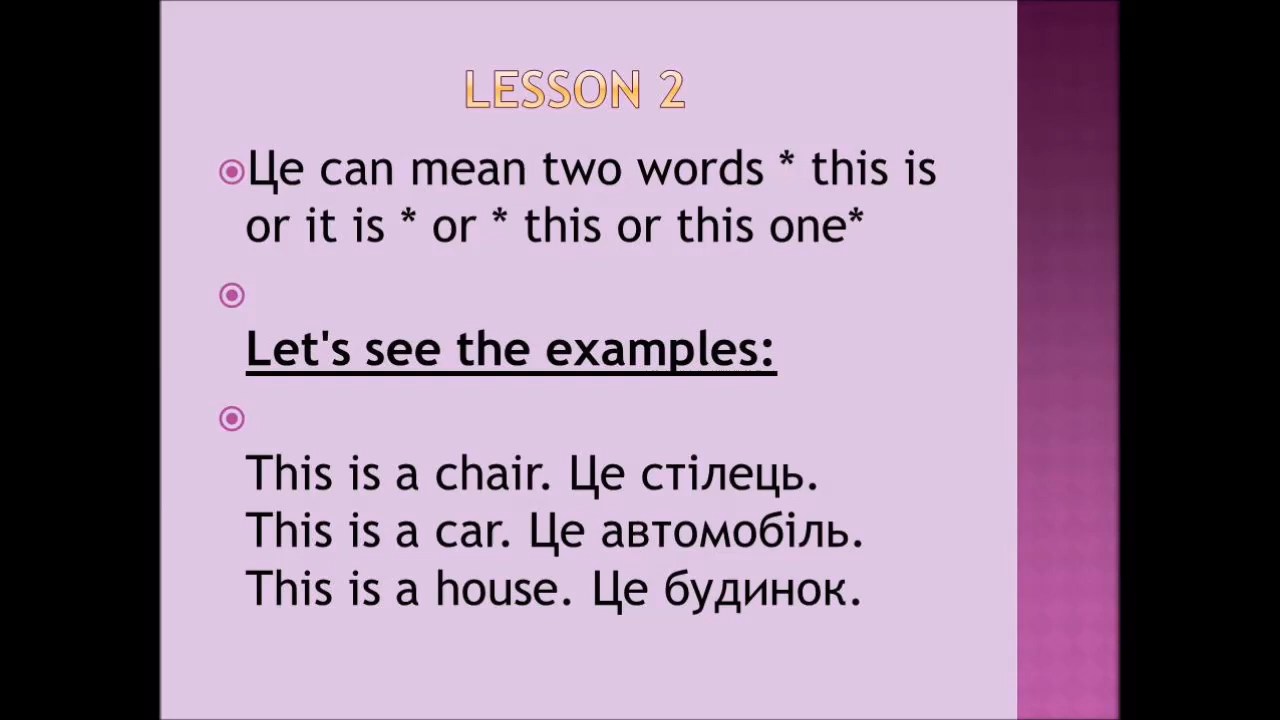 LESSON 2
Це can mean two words * this is
or it is * or * this or this one*
Let's see the examples:
This is a chair. Це стілець.
This is a car. Це автомобіль.
This is a house. Це будинок.